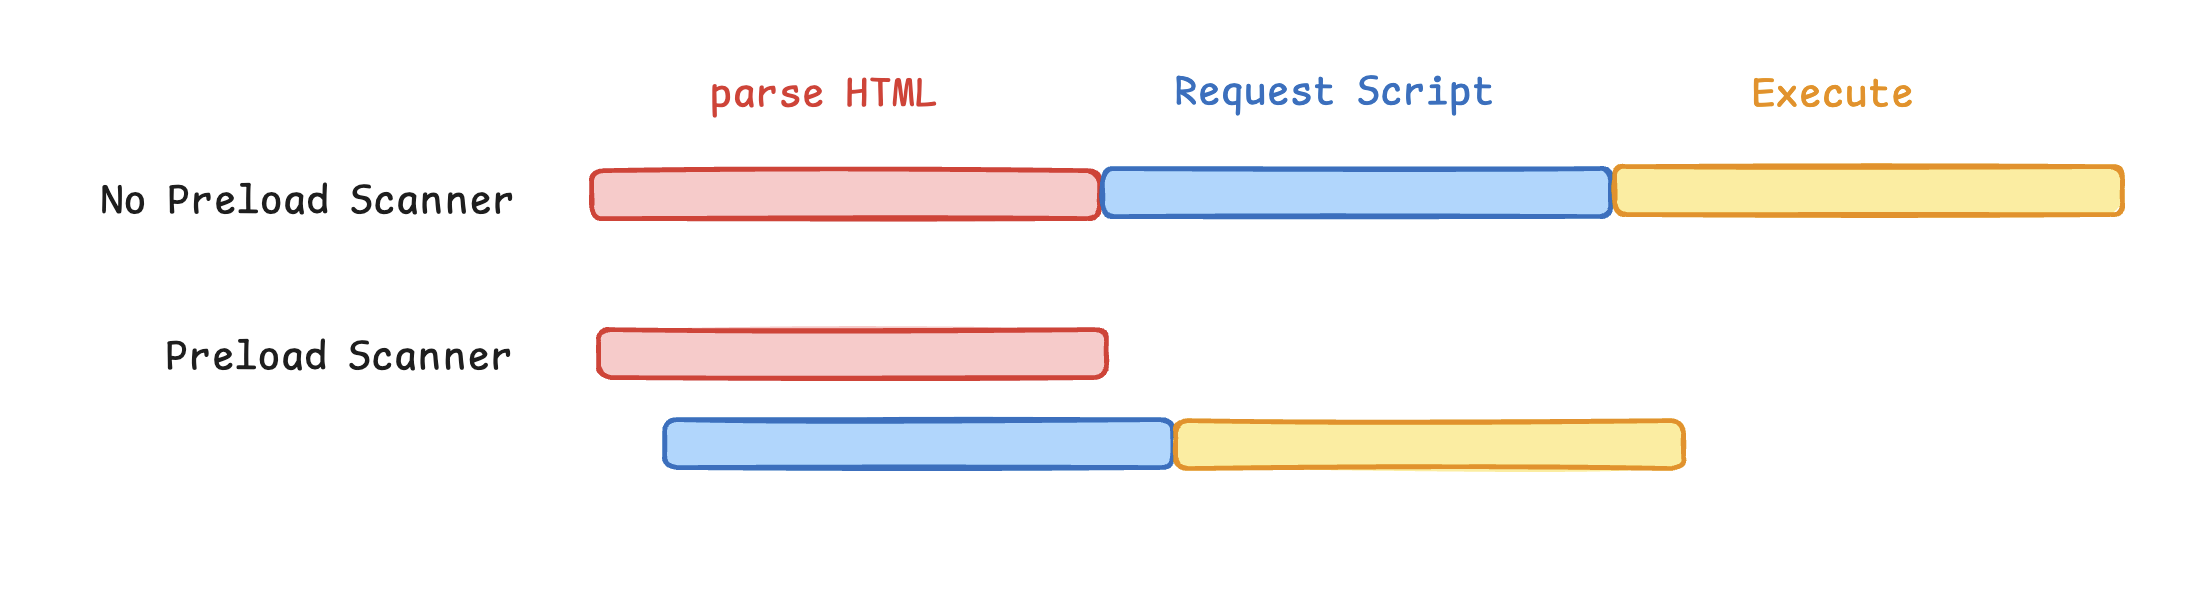 parse HTML
Request Script
Execute
No Preload Scanner
Preload Scanner